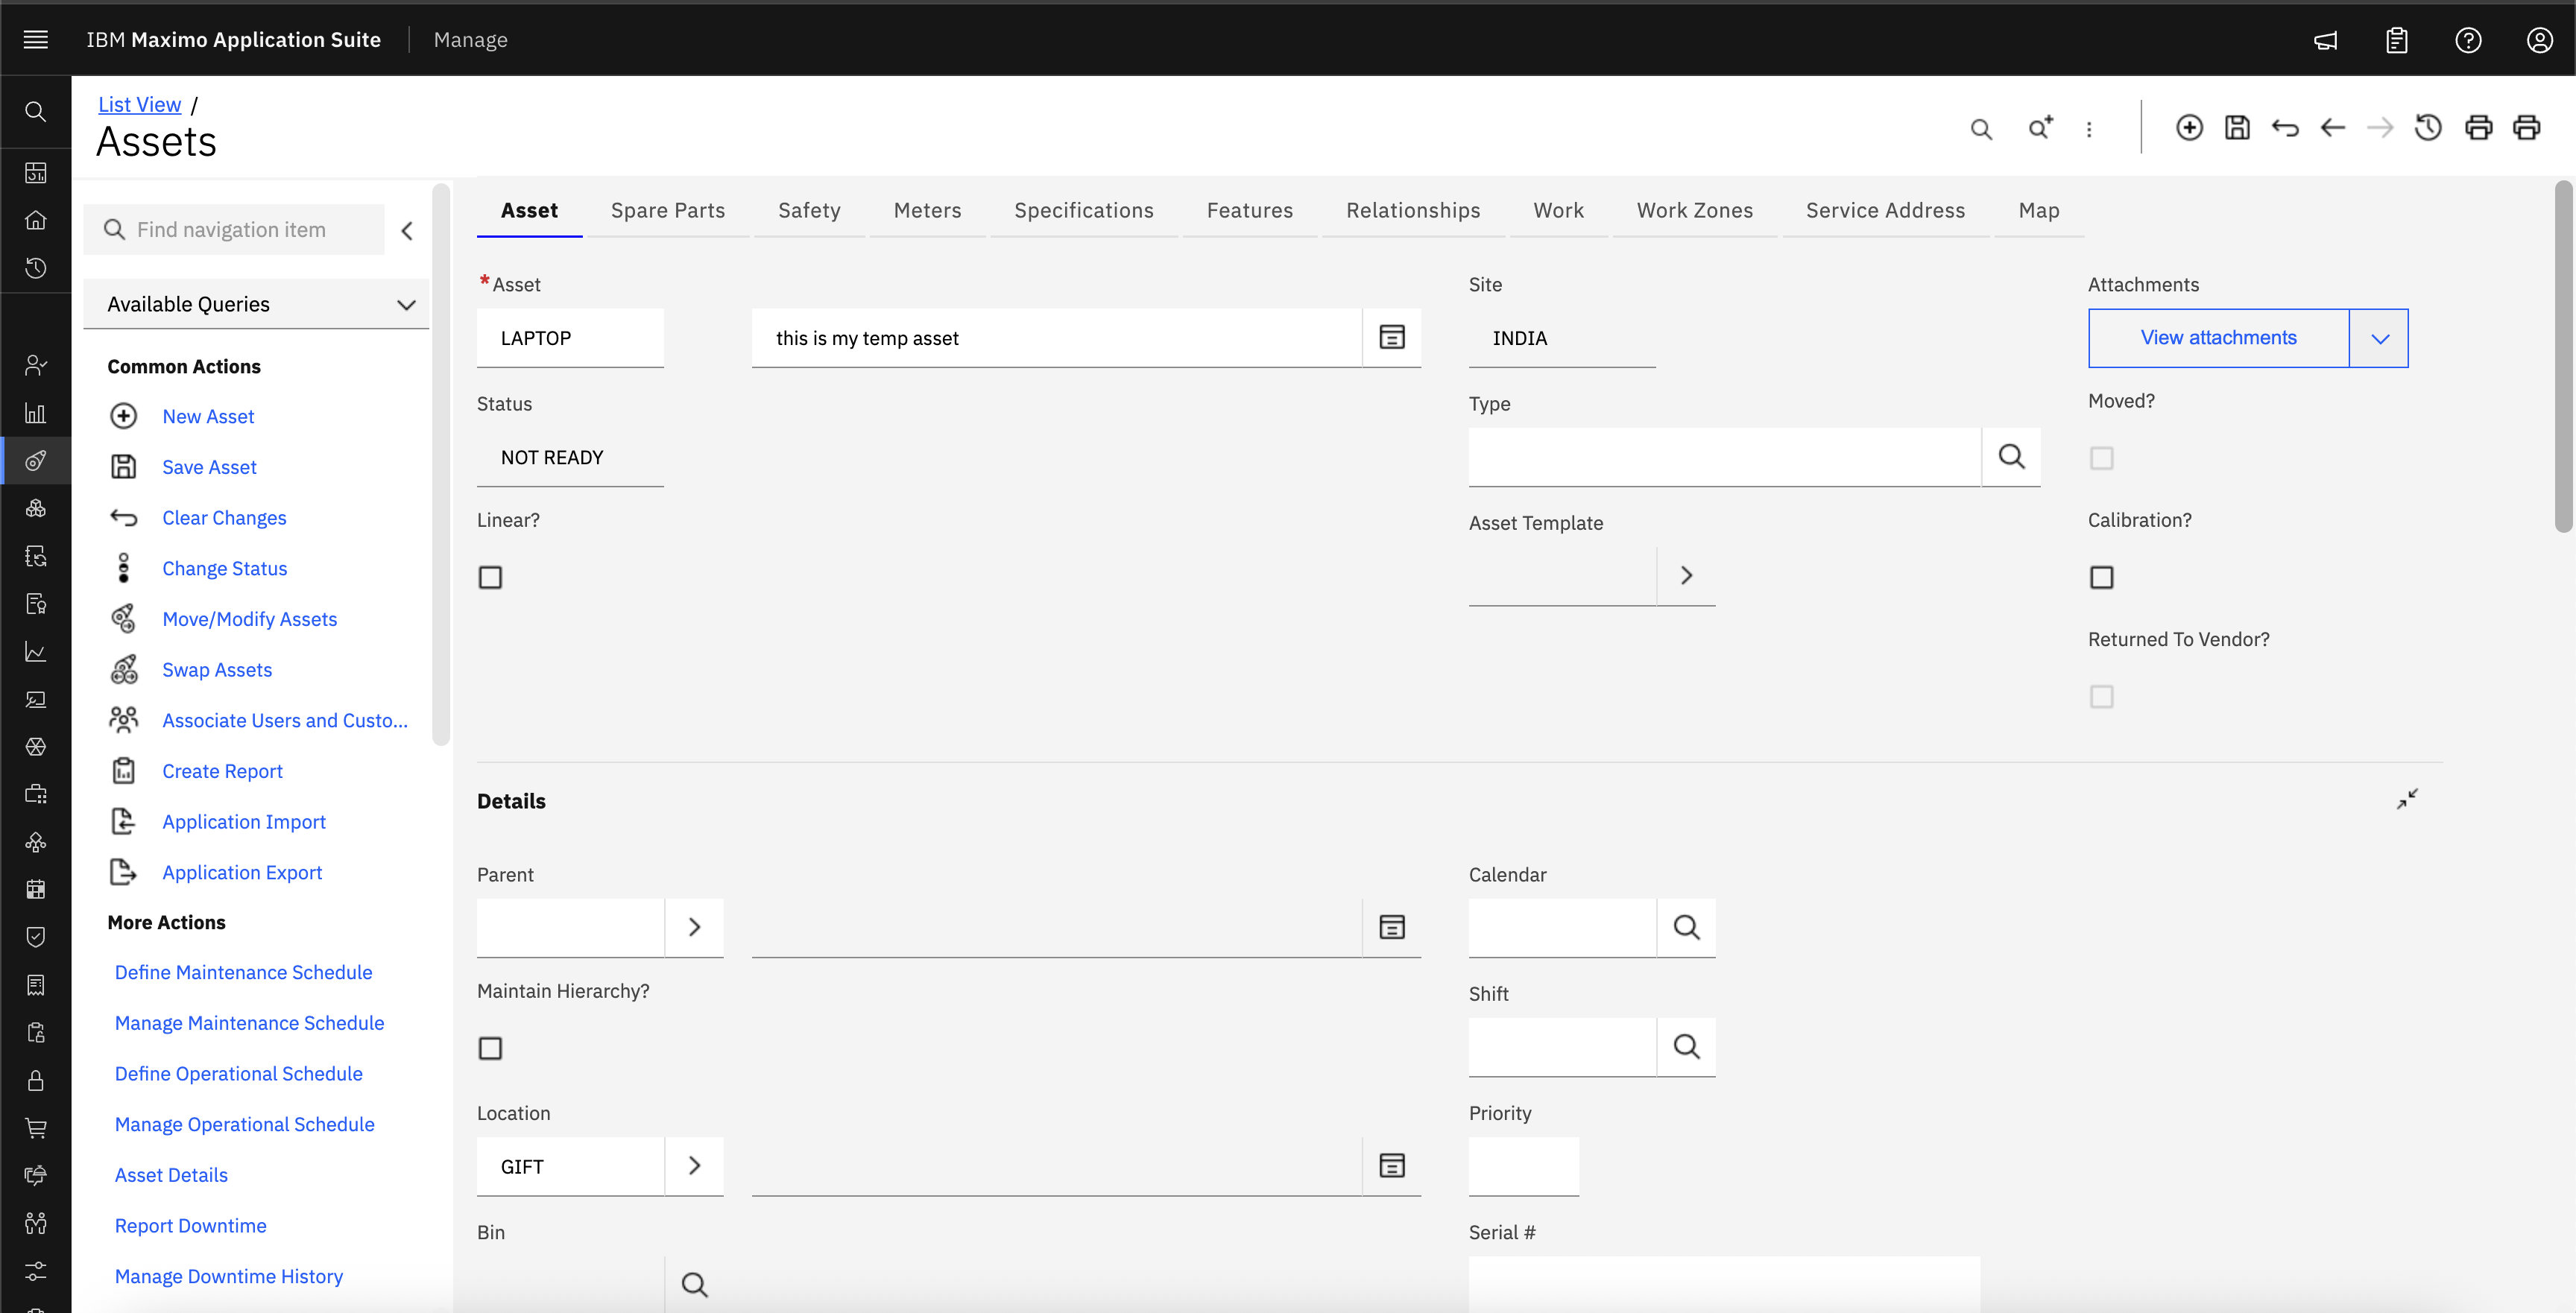 IBM Maximo Application Suite
Manage
List View /
Assets
Find navigation item
Available Queries
Common Actions
New Asset
Save Asset
Clear Changes
Change Status
Move/Modify Assets
Swap Assets
Associate Users and Custo...
Create Report
Application Import
Application Export
More Actions
Define Maintenance Schedule
Manage Maintenance Schedule
Define Operational Schedule
Manage Operational Schedule
Asset Details
Report Downtime
Manage Downtime History
Asset Spare Parts Safety Meters Specifications Features Relationships Work Work Zones Service Address Map
*Asset
LAPTOP
this is my temp asset
Site
INDIA
Attachments
View attachments
Status
NOT READY
Type
Moved?
Linear?
Asset Template
Calibration?
Returned To Vendor?
Details
Parent
Calendar
Maintain Hierarchy?
Shift
Location
GIFT
Priority
Bin
Serial #